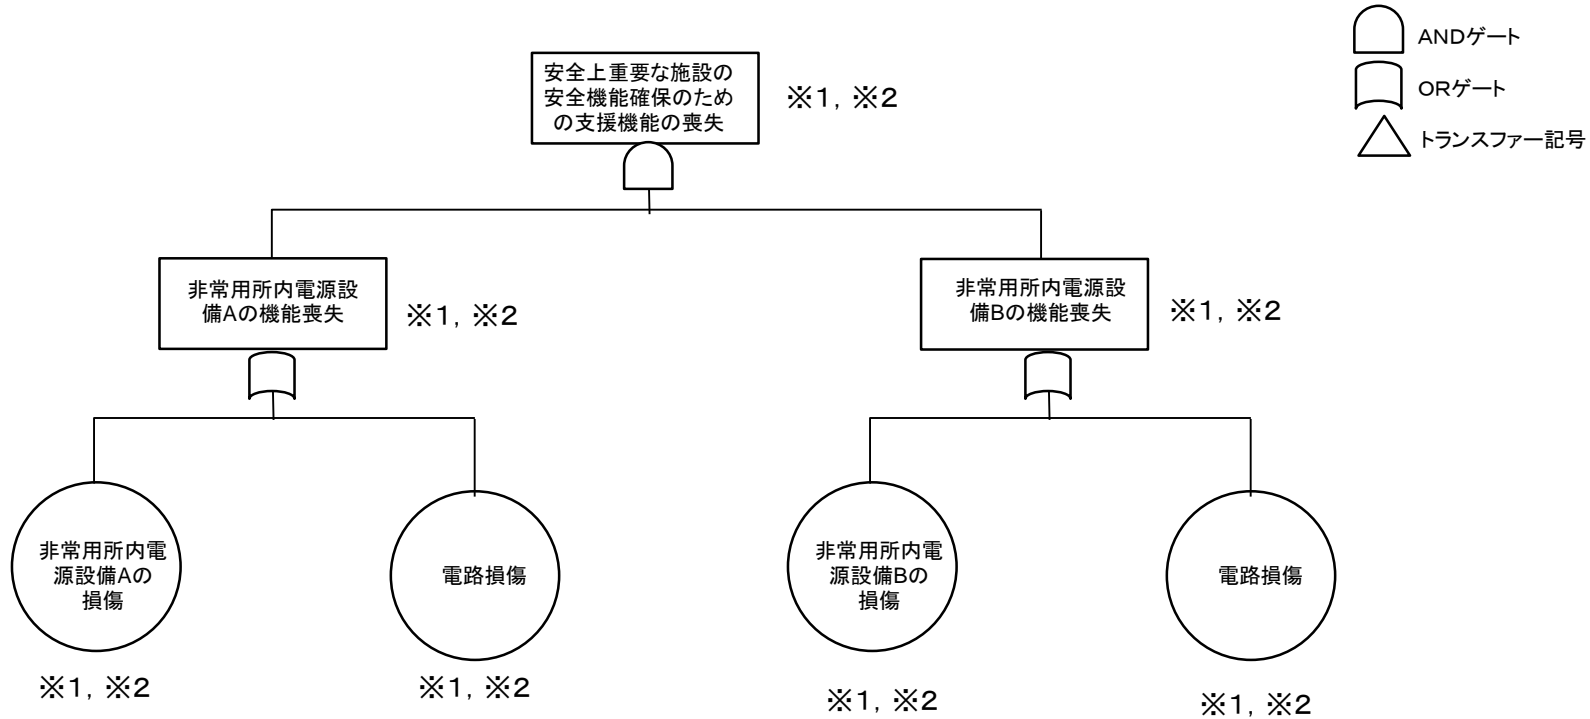 ANDゲート
ORゲート
トランスファー記号
安全上重要な施設の
安全機能確保のため
の支援機能の喪失
※1, ※2
非常用所内電源設
備Aの機能喪失
※1, ※2
非常用所内電源設
備Bの機能喪失
※1, ※2
非常用所内電
源設備Aの
損傷
※1, ※2
電路損傷
※1, ※2
非常用所内電
源設備Bの
損傷
※1, ※2
電路損傷
※1, ※2